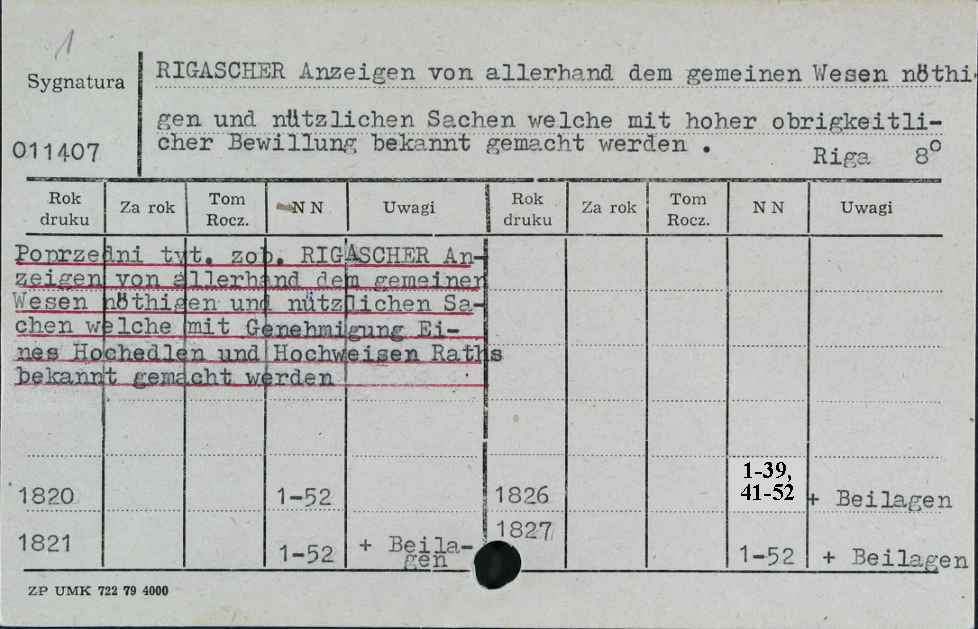 1
Sygnatura
011407
RIGASCHER Anzeigen von allerhand dem gemeinen Wesen nöthi-
gen und nützlichen Sachen welche mit hoher obrigkeitli-
cher Bewillung bekannt gemacht werden .
Riga 8°
Rok druku Za rok Tom Rocz. N N Uwagi Rok druku Za rok Tom Rocz. N N Uwagi
Poprzedni tyt. zob. RIGASCHER An-
zeigen von allerhand dem gemeinen
Wesen nöthigen und nützlichen Sa-
chen welche mit Genehmigung Ei-
nes Hochedlen und Hochweisen Raths
bekannt gemacht werden
1820 1-52
1821 1-52 + Beila-
gen
1826 1-39,
41-52 + Beilagen
1827 1-52 + Beilagen
ZP UMK 722 79 4000